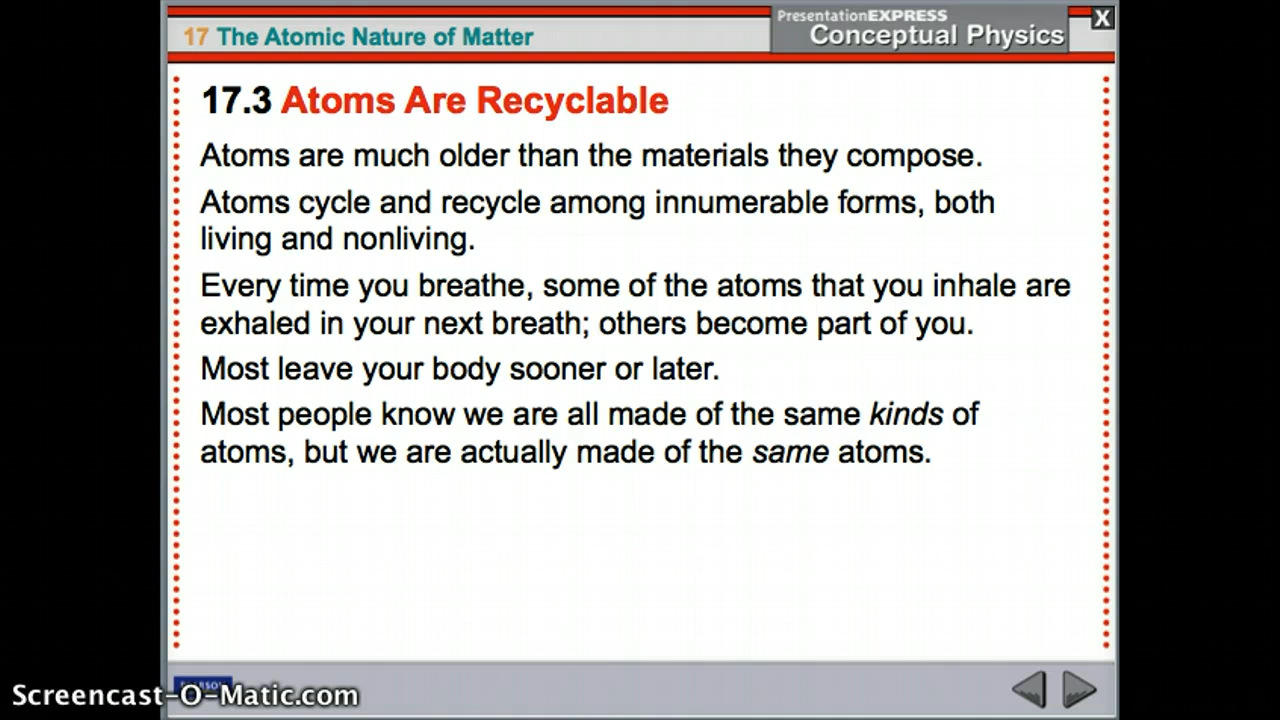 17 The Atomic Nature of Matter
PresentationEXPRESS
Conceptual Physics
X
17.3 Atoms Are Recyclable
Atoms are much older than the materials they compose.
Atoms cycle and recycle among innumerable forms, both
living and nonliving.
Every time you breathe, some of the atoms that you inhale are
exhaled in your next breath; others become part of you.
Most leave your body sooner or later.
Most people know we are all made of the same kinds of
atoms, but we are actually made of the same atoms.
PEARSON
Screencast-O-Matic.com